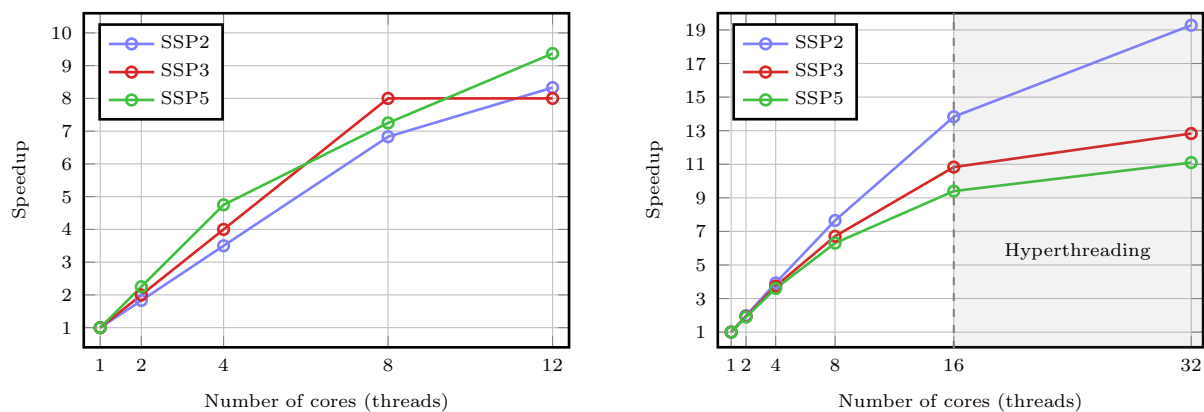 10
9
8
7
6
5
4
3
2
1
Speedup
SSP2
SSP3
SSP5
1 2 4 8 12
Number of cores (threads)
19
17
15
13
11
9
7
5
3
1
Speedup
SSP2
SSP3
SSP5
Hyperthreading
1 2 4 8 16 32
Number of cores (threads)